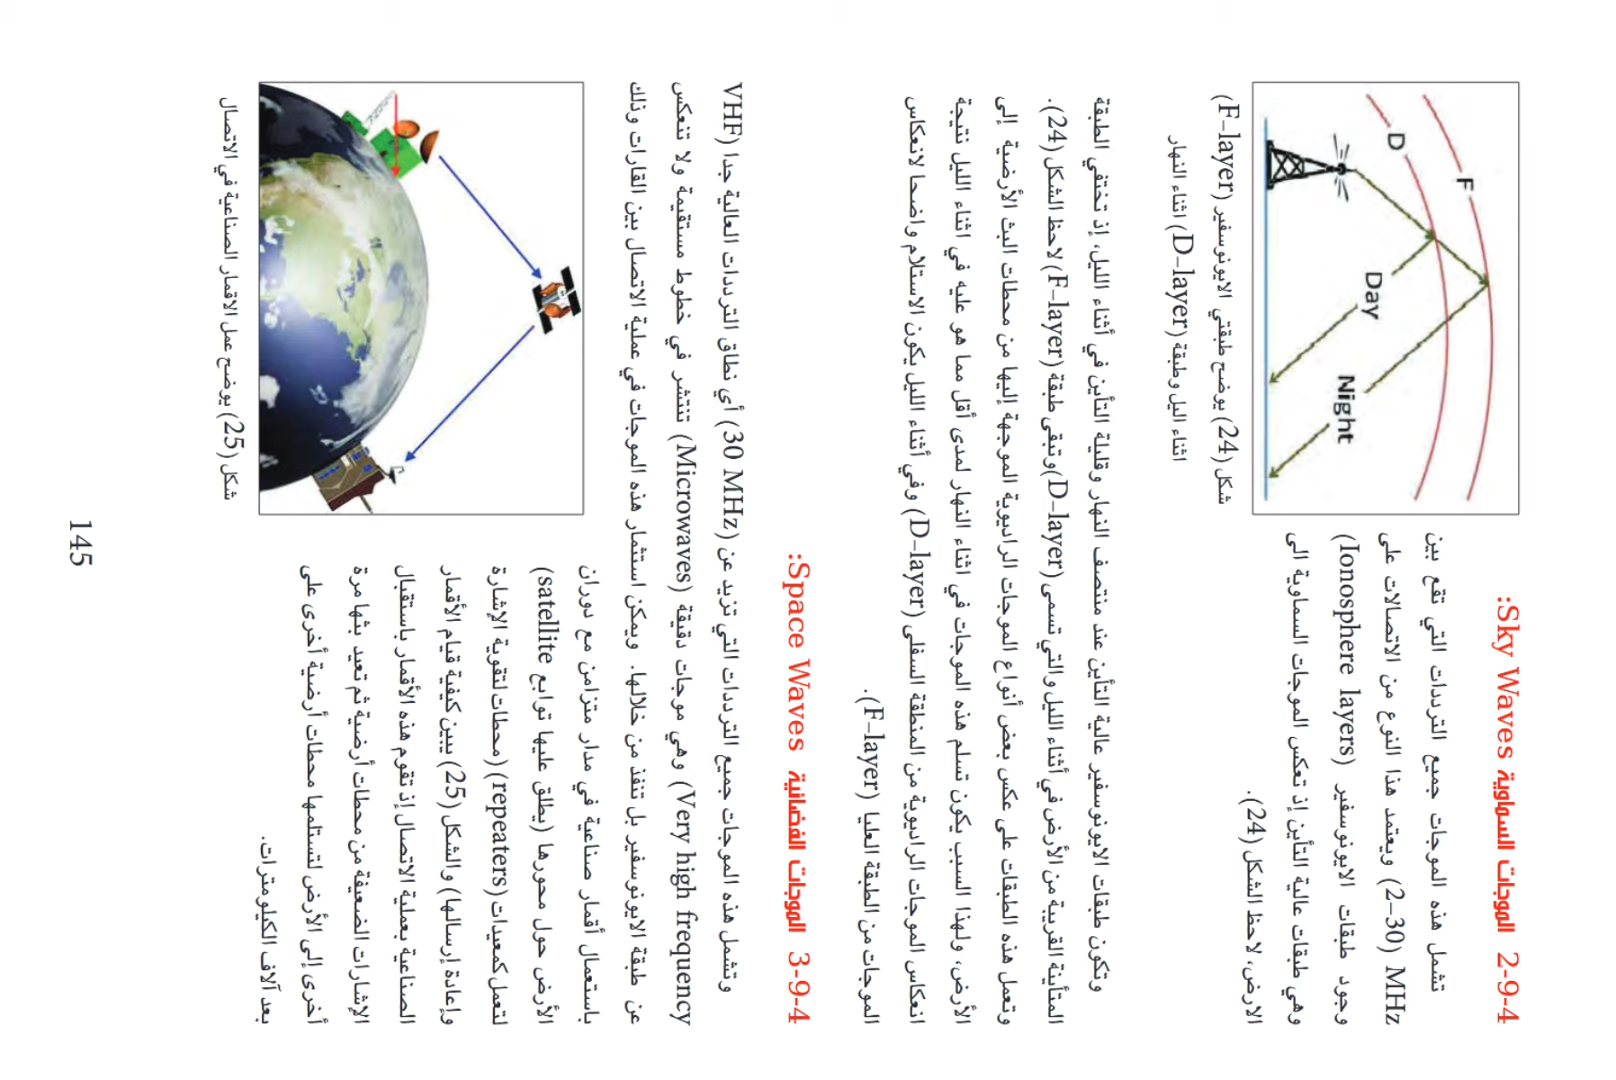 2-9-4 الموجات السماوية Sky Waves:
تشمل هذه الموجات جميع الترددات التي تقع بين
(2-30) MHz ويعتمد هذا النوع من الاتصالات على
وجود طبقات الايونوسفير (Ionosphere layers)
وهي طبقات عالية التأين إذ تعكس الموجات السماوية الى
الارض، لاحظ الشكل (24).
F
D
Day
Night
شكل (24) يوضح طبقتي الايونوسفير (F-layer)
اثناء اليل وطبقة (D-layer) اثناء النهار
وتكون طبقات الايونوسفير عالية التأين عند منتصف النهار وقليلة التأين في أثناء الليل، إذ تختفي الطبقة
المتأينة القريبة من الأرض في أثناء الليل والتي تسمى (D-layer) وتبقى طبقة (F-layer) لاحظ الشكل (24).
وتعمل هذه الطبقات على عكس بعض أنواع الموجات الراديوية الموجهة إليها من محطات البث الأرضية إلى
الأرض، ولهذا السبب يكون تسلم هذه الموجات في اثناء النهار لمدى أقل مما هو عليه في اثناء الليل نتيجة
انعكاس الموجات الراديوية من المنطقة السفلى (D-layer) وفي أثناء الليل يكون الاستلام واضحا لانعكاس
الموجات من الطبقة العليا (F-layer).
3-9-4 الموجات الفضائية Space Waves:
وتشمل هذه الموجات جميع الترددات التي تزيد عن (30 MHz) أي نطاق الترددات العالية جدا (VHF
Very high frequency) وهي موجات دقيقة (Microwaves) تنتشر في خطوط مستقيمة ولا تنعكس
عن طبقة الايونوسفير بل تنفذ من خلالها. ويمكن استثمار هذه الموجات في عملية الاتصال بين القارات وذلك
باستعمال أقمار صناعية في مدار متزامن مع دوران
الأرض حول محورها (يطلق عليها توابع satellite)
لتعمل كمعيدات (repeaters) (محطات لتقوية الإشارة
وإعادة إرسالها) والشكل (25) يبين كيفية قيام الأقمار
الصناعية بعملية الاتصال إذ تقوم هذه الأقمار باستقبال
الإشارات الضعيفة من محطات أرضية ثم تعيد بثها مرة
أخرى إلى الأرض لتستلمها محطات أرضية أخرى على
بعد آلاف الكيلومترات.
شكل (25) يوضح عمل الاقمار الصناعية في الاتصال
145